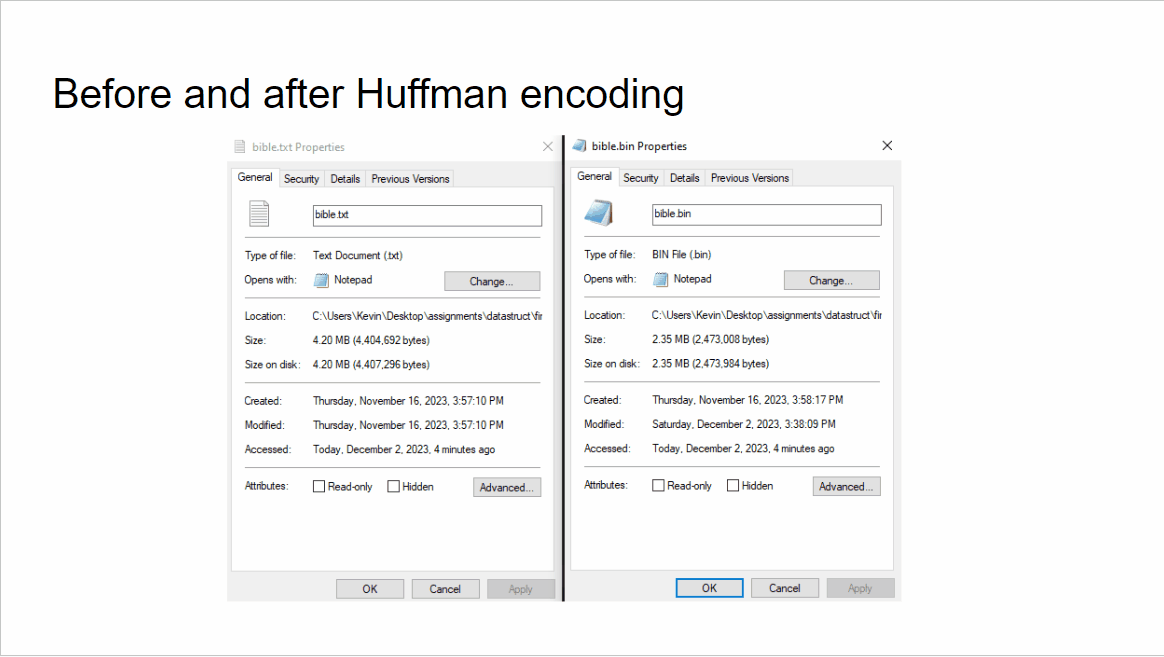 Before and after Huffman encoding
bible.txt Properties
General Security Details Previous Versions
bible.txt
Type of file: Text Document (.txt)
Opens with: Notepad Change...
Location: C:\Users\Kevin\Desktop\assignments\datastruct\fir
Size: 4.20 MB (4,404,692 bytes)
Size on disk: 4.20 MB (4,407,296 bytes)
Created: Thursday, November 16, 2023, 3:57:10 PM
Modified: Thursday, November 16, 2023, 3:57:10 PM
Accessed: Today, December 2, 2023, 4 minutes ago
Attributes: Read-only Hidden Advanced...
OK Cancel Apply
bible.bin Properties
General Security Details Previous Versions
bible.bin
Type of file: BIN File (.bin)
Opens with: Notepad Change...
Location: C:\Users\Kevin\Desktop\assignments\datastruct\fir
Size: 2.35 MB (2,473,008 bytes)
Size on disk: 2.35 MB (2,473,984 bytes)
Created: Thursday, November 16, 2023, 3:58:17 PM
Modified: Saturday, December 2, 2023, 3:38:09 PM
Accessed: Today, December 2, 2023, 4 minutes ago
Attributes: Read-only Hidden Advanced...
OK Cancel Apply